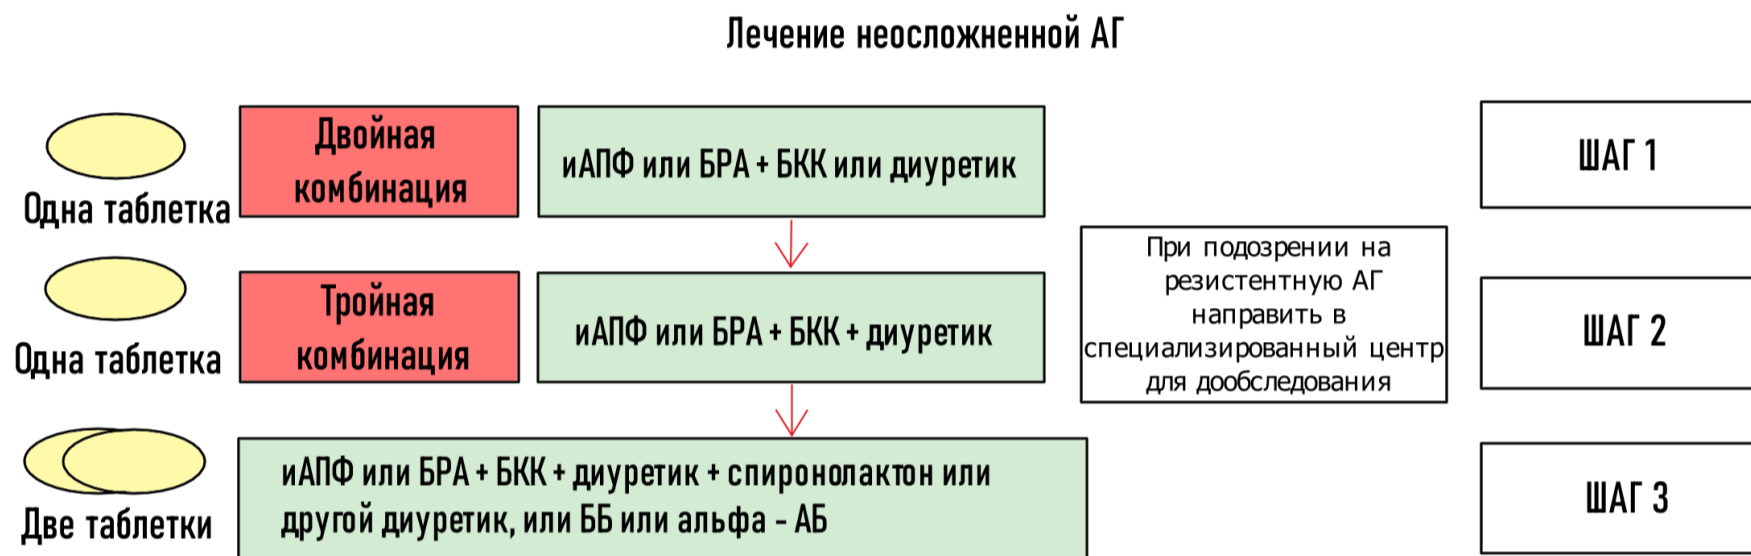 Лечение неосложненной АГ
Одна таблетка
Двойная
комбинация
иАПФ или БРА + БКК или диуретик
ШАГ 1
Одна таблетка
Тройная
комбинация
иАПФ или БРА + БКК + диуретик
При подозрении на
резистентную АГ
направить в
специализированный центр
для дообследования
ШАГ 2
Две таблетки
иАПФ или БРА + БКК + диуретик + спиронолактон или
другой диуретик, или ББ или альфа - АБ
ШАГ 3